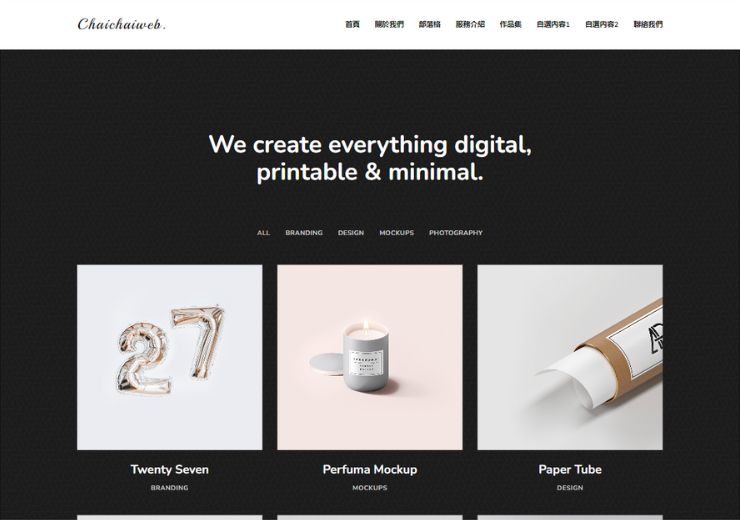 Chaichaiweb.
首頁 關於我們 部落格 服務介紹 作品集 自選內容1 自選內容2 聯絡我們
We create everything digital,
printable & minimal.
ALL BRANDING DESIGN MOCKUPS PHOTOGRAPHY
27
Twenty Seven Perfuma Mockup Paper Tube
BRANDING MOCKUPS DESIGN